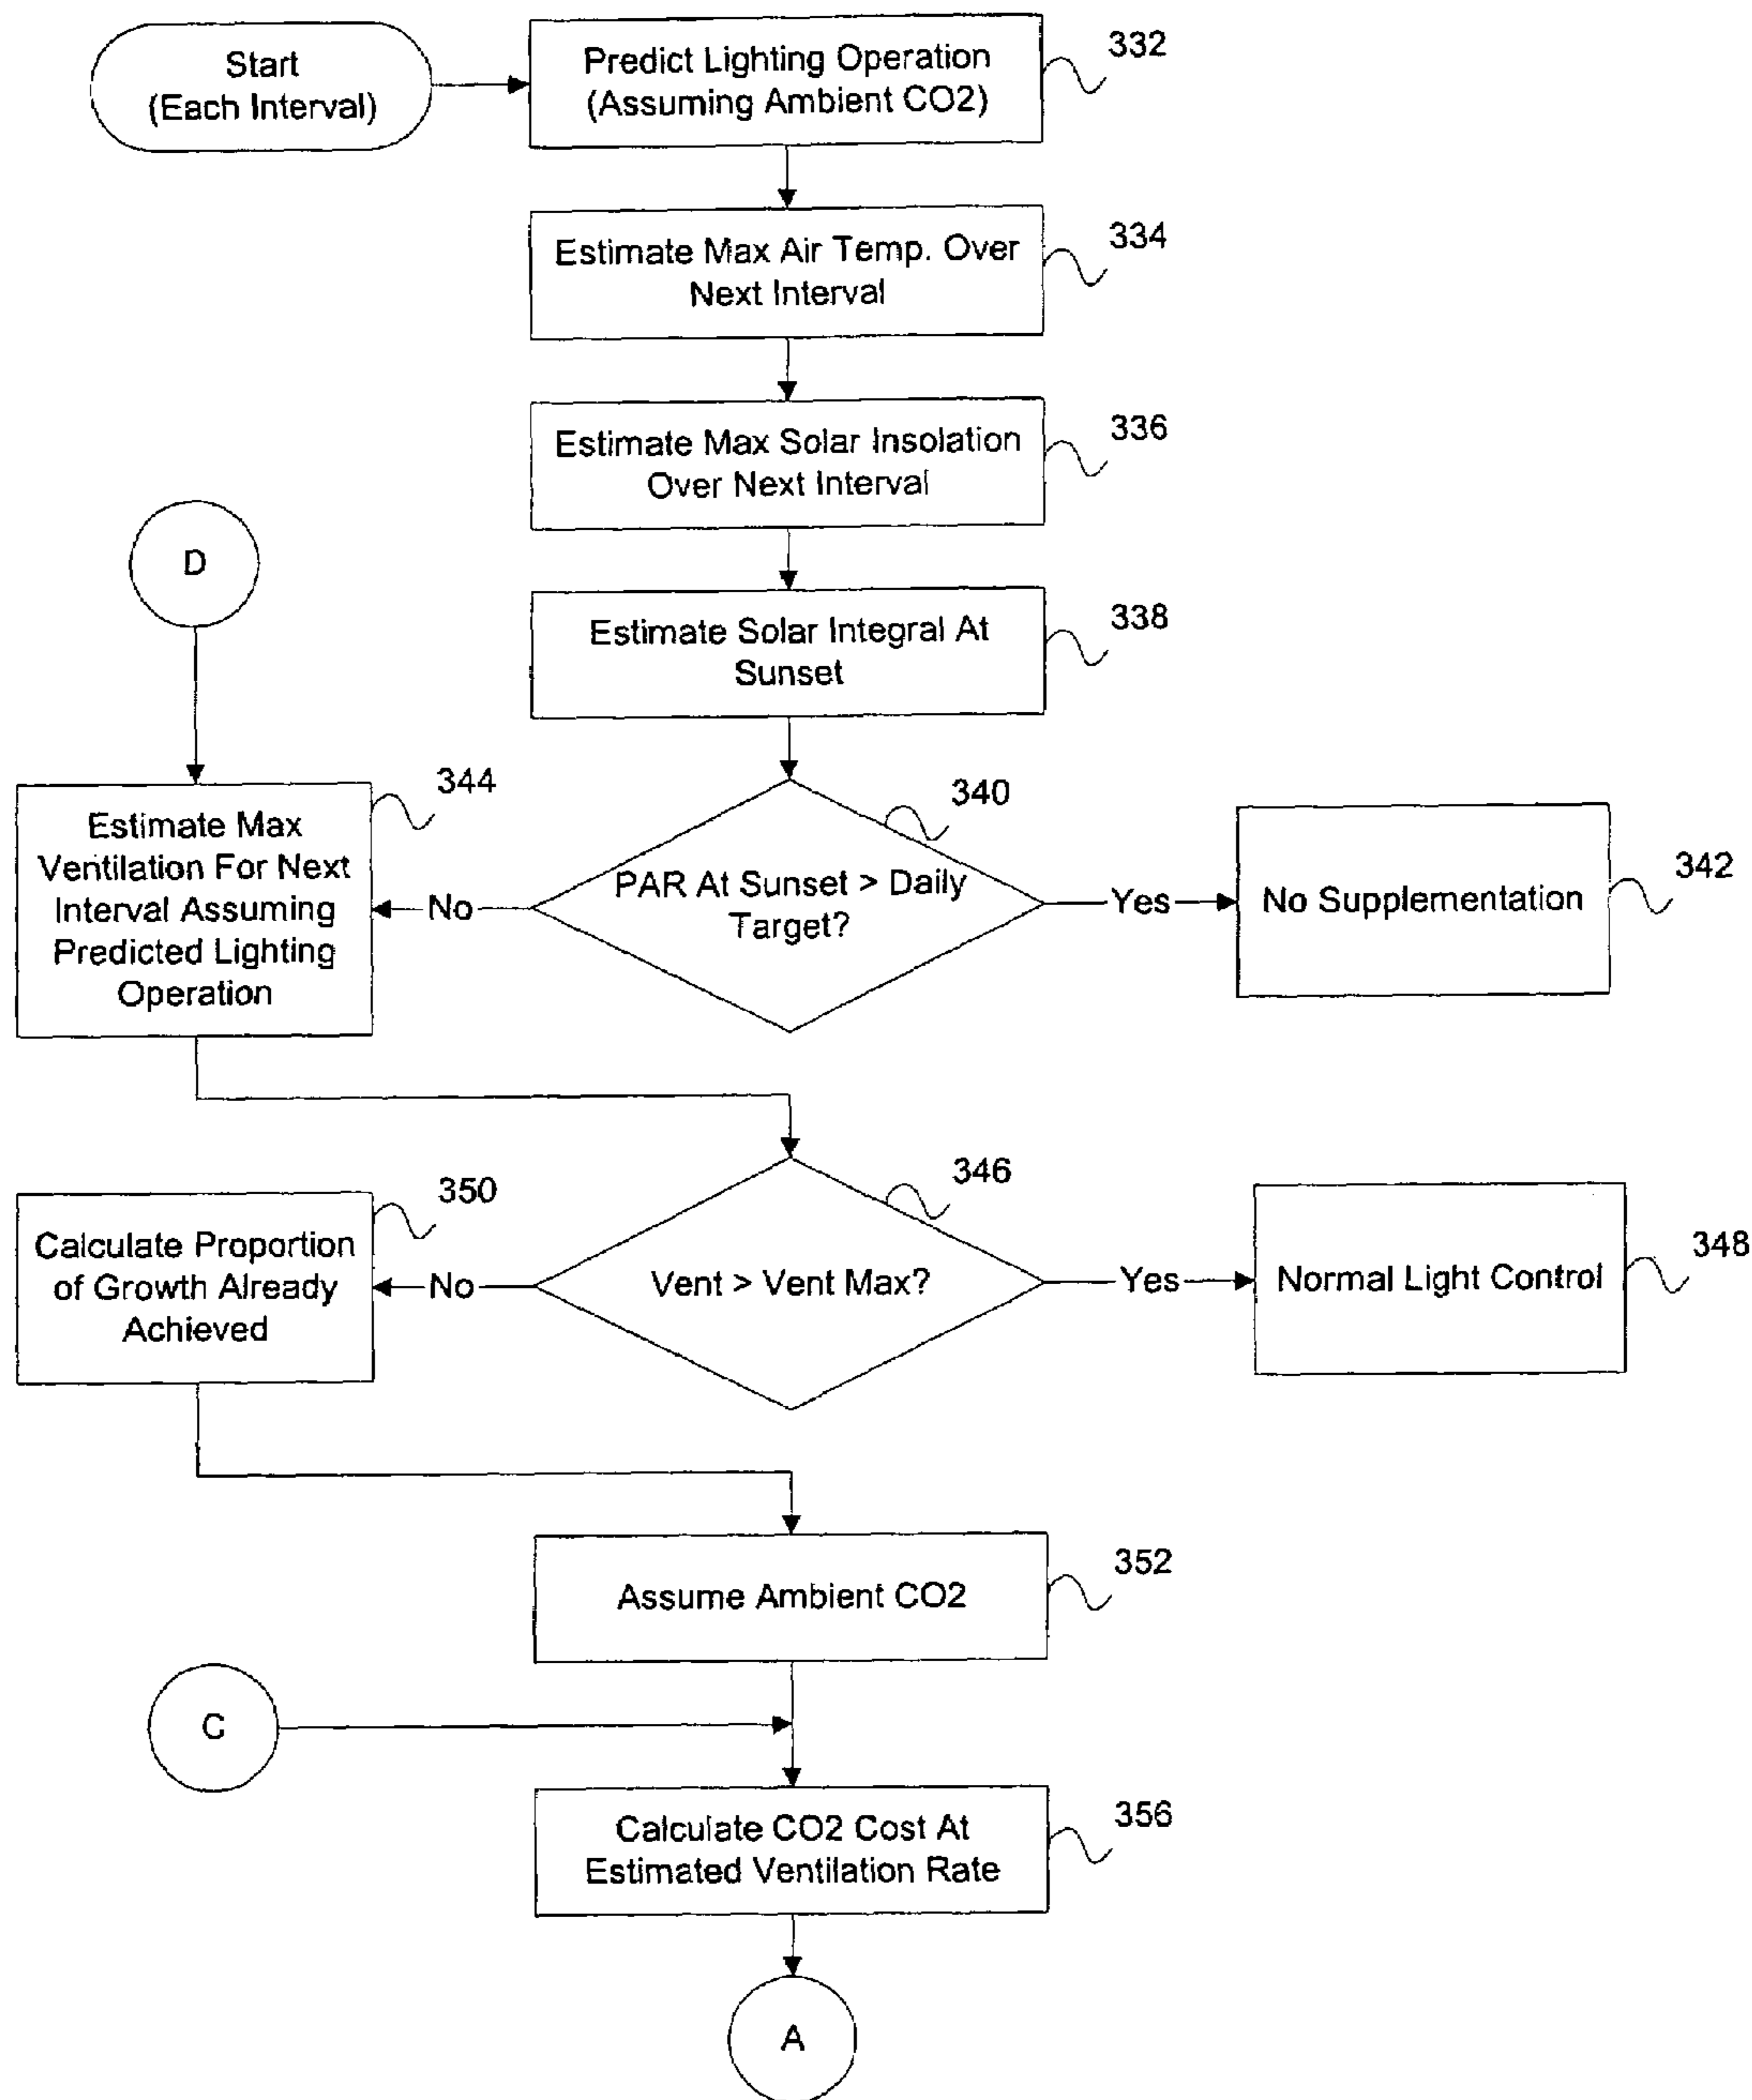 Start
(Each Interval)
Predict Lighting Operation
(Assuming Ambient CO2)
332
Estimate Max Air Temp. Over
Next Interval
334
Estimate Max Solar Insolation
Over Next Interval
336
D
Estimate Solar Integral At
Sunset
338
344
Estimate Max
Ventilation For Next
Interval Assuming
Predicted Lighting
Operation
No
340
PAR At Sunset > Daily
Target?
Yes
No Supplementation
342
350
Calculate Proportion
of Growth Already
Achieved
No
346
Vent > Vent Max?
Yes
Normal Light Control
348
Assume Ambient CO2
352
C
Calculate CO2 Cost At
Estimated Ventilation Rate
356
A